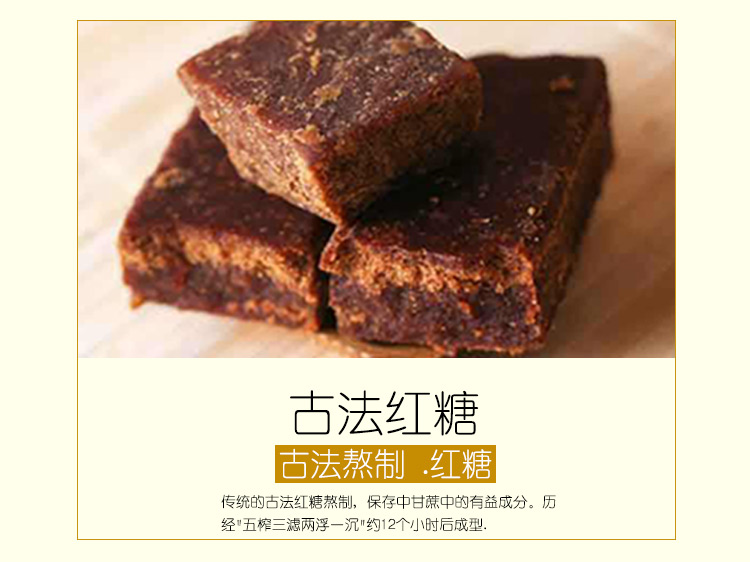 古法红糖
古法熬制 .红糖
传统的古法红糖熬制，保存中甘蔗中的有益成分。历
经"五榨三滤两浮一沉"约12个小时后成型.